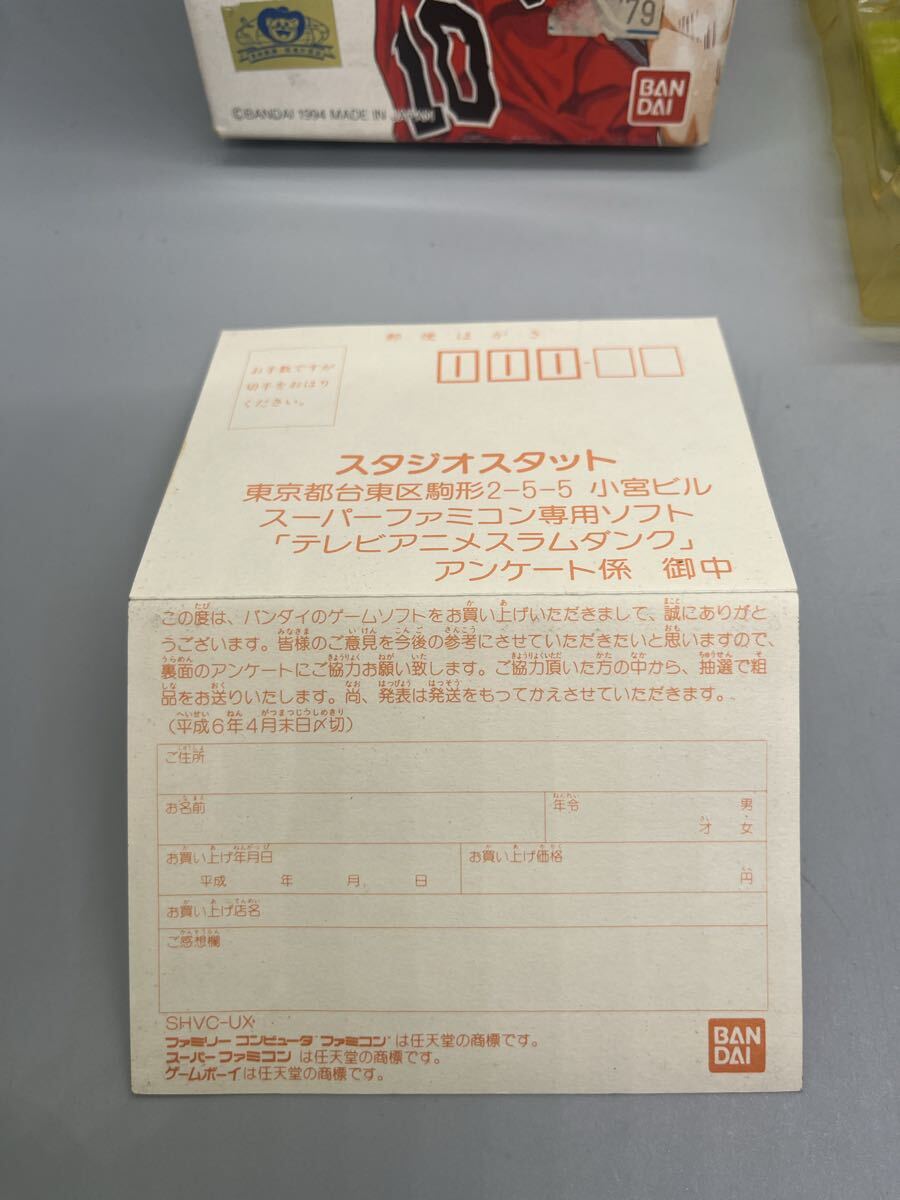 10
'79
©BANDAI 1994 MADE IN JAPAN
BAN
DAI
郵便はがき
お手数ですが
切手をおはり
ください。
スタジオスタット
東京都台東区駒形2-5-5 小宮ビル
スーパーファミコン専用ソフト
「テレビアニメスラムダンク」
アンケート係 御中
この度は、バンダイのゲームソフトをお買い上げいただきまして、誠にありがと
うございます。皆様のご意見を今後の参考にさせていただきたいと思いますので、
裏面のアンケートにご協力お願い致します。ご協力頂いた方の中から、抽選で粗
品をお送りいたします。尚、発表は発送をもってかえさせていただきます。
(平成6年4月末日〆切)
ご住所
お名前
年令 男
才 女
お買い上げ年月日 お買い上げ価格
平成 年 月 日 円
お買い上げ店名
ご感想欄
SHVC-UX
ファミリーコンピュータ・ファミコン は任天堂の商標です。
スーパーファミコン は任天堂の商標です。
ゲームボーイは任天堂の商標です。
BAN
DAI